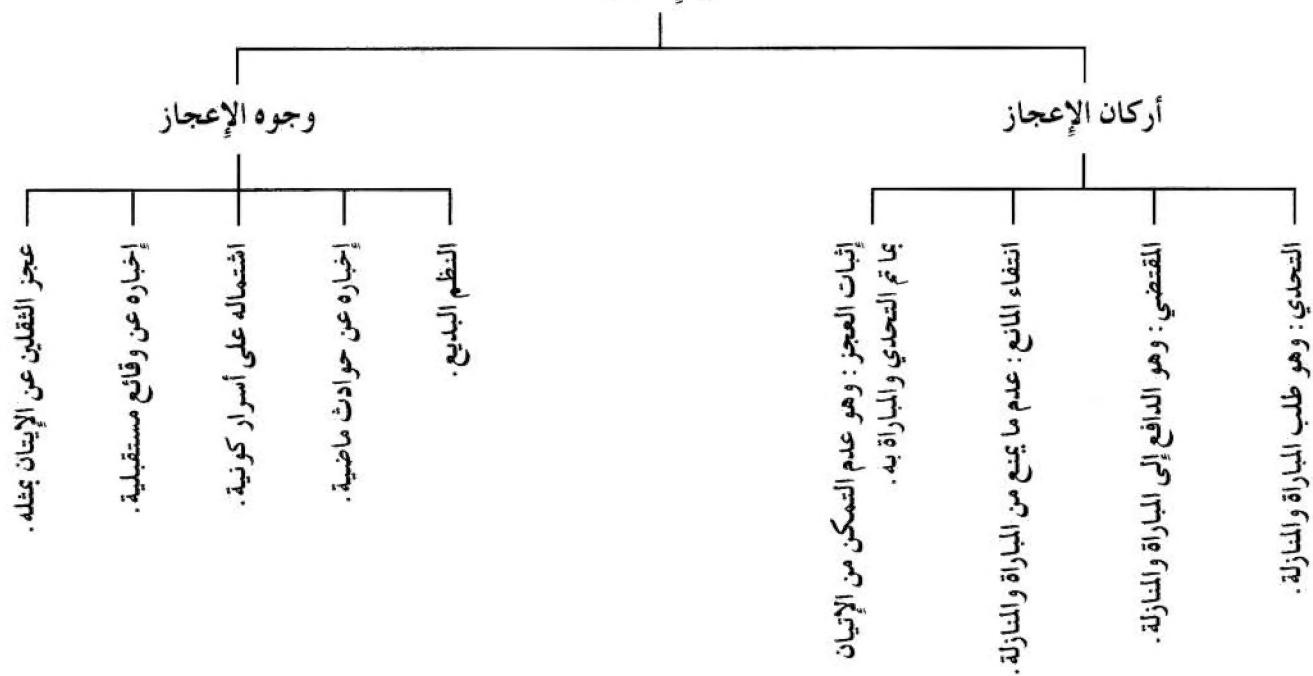 أركان الإعجاز
التحدي : وهو طلب المباراة والمنازلة .
المقتضي : وهو الدافع إلى المباراة والمنازلة .
انتفاء المانع : عدم ما يمنع من المباراة والمنازلة .
إثبات العجز : وهو عدم التمكن من الإتيان
بما تم التحدي والمباراة به .
وجوه الإعجاز
النظم البديع .
إخباره عن حوادث ماضية .
اشتماله على أسرار كونية .
إخباره عن وقائع مستقبلية .
عجز الثقلين عن الإيتان بمثله .